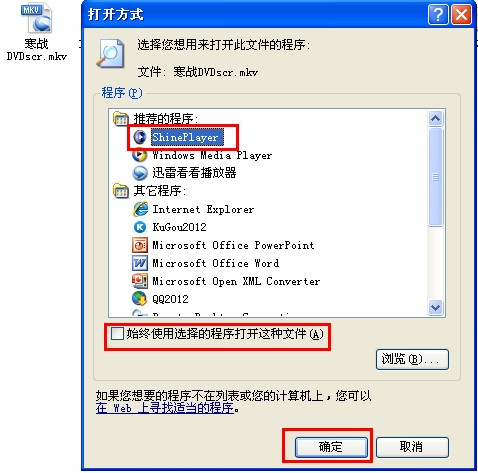 MKV
寒战
DVDscr.mkv
打开方式
选择您想用来打开此文件的程序:
文件: 寒战DVDscr.mkv
程序(P)
推荐的程序:
ShinePlayer
Windows Media Player
迅雷看看播放器
其它程序:
Internet Explorer
KuGou2012
Microsoft Office PowerPoint
Microsoft Office Word
Microsoft Open XML Converter
QQ2012
始终使用选择的程序打开这种文件(A)
浏览(B)...
如果您想要的程序不在列表或您的计算机上，您可以
在 Web 上寻找适当的程序。
确定
取消